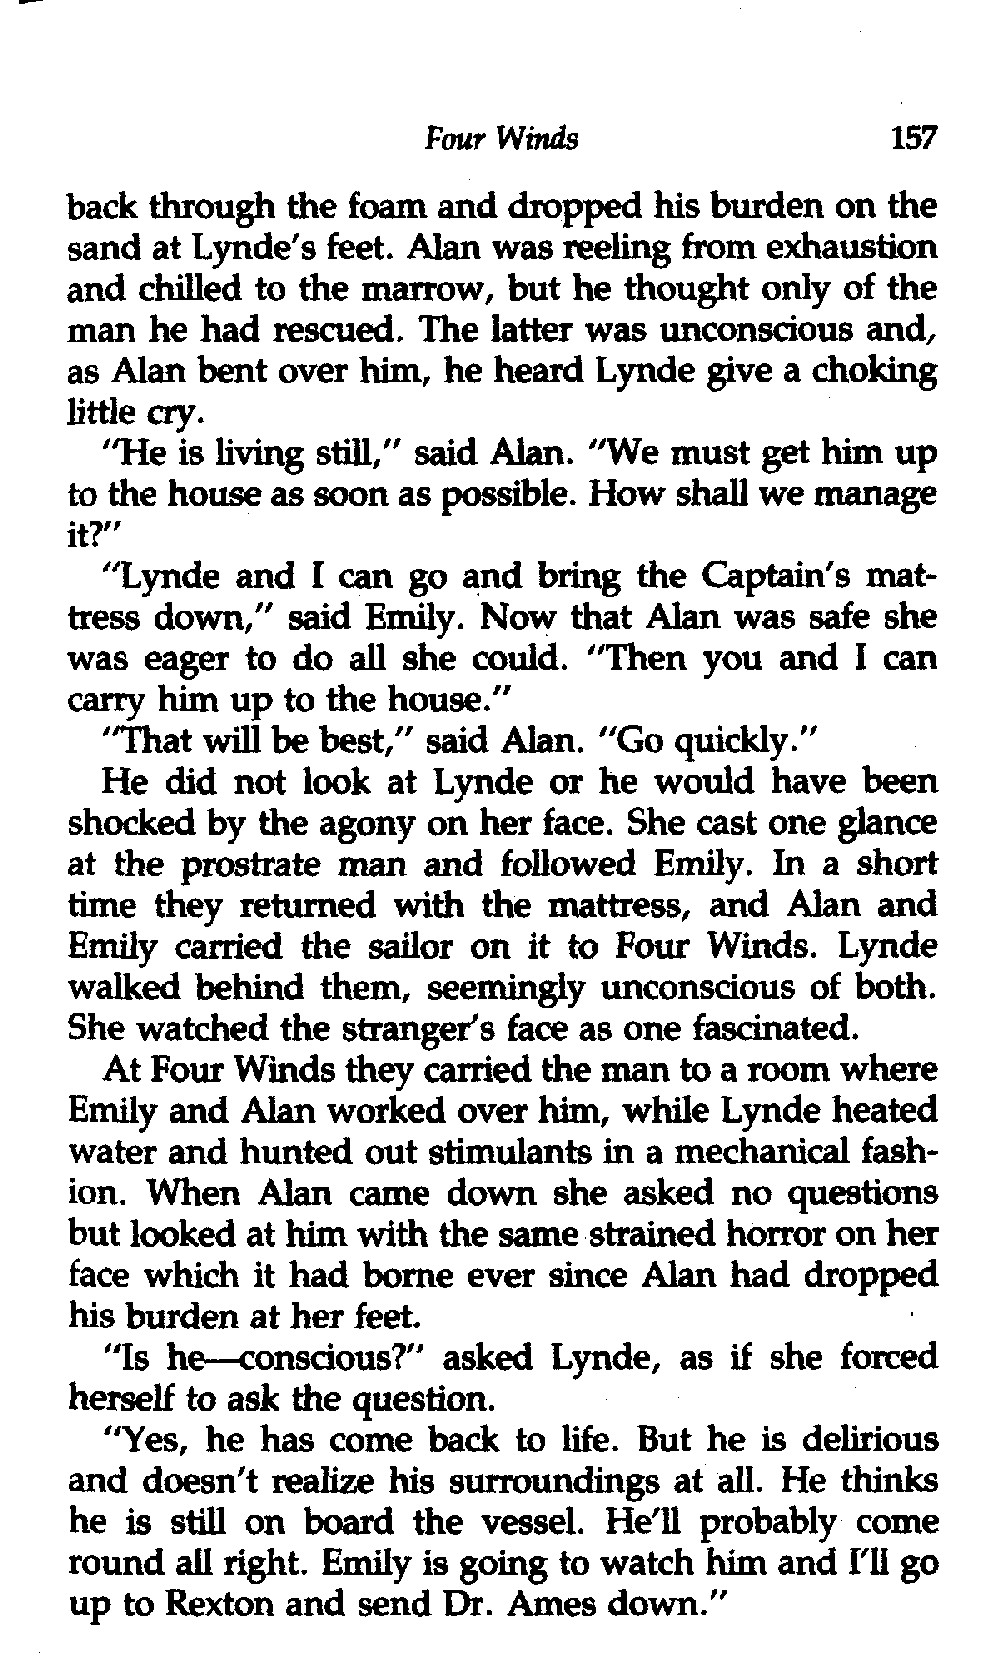 Four Winds 157
back through the foam and dropped his burden on the
sand at Lynde's feet. Alan was reeling from exhaustion
and chilled to the marrow, but he thought only of the
man he had rescued. The latter was unconscious and,
as Alan bent over him, he heard Lynde give a choking
little cry.
"He is living still," said Alan. "We must get him up
to the house as soon as possible. How shall we manage
it?"
"Lynde and I can go and bring the Captain's mat-
tress down," said Emily. Now that Alan was safe she
was eager to do all she could. "Then you and I can
carry him up to the house."
"That will be best," said Alan. "Go quickly."
He did not look at Lynde or he would have been
shocked by the agony on her face. She cast one glance
at the prostrate man and followed Emily. In a short
time they returned with the mattress, and Alan and
Emily carried the sailor on it to Four Winds. Lynde
walked behind them, seemingly unconscious of both.
She watched the stranger's face as one fascinated.
At Four Winds they carried the man to a room where
Emily and Alan worked over him, while Lynde heated
water and hunted out stimulants in a mechanical fash-
ion. When Alan came down she asked no questions
but looked at him with the same strained horror on her
face which it had borne ever since Alan had dropped
his burden at her feet.
"Is he—conscious?" asked Lynde, as if she forced
herself to ask the question.
"Yes, he has come back to life. But he is delirious
and doesn't realize his surroundings at all. He thinks
he is still on board the vessel. He'll probably come
round all right. Emily is going to watch him and I'll go
up to Rexton and send Dr. Ames down."